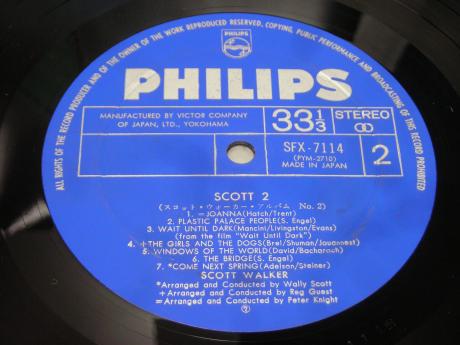 ALL RIGHTS OF THE RECORD PRODUCER AND OF THE OWNER OF THE WORK REPRODUCED RESERVED, COPYING, PUBLIC PERFORMANCE AND BROADCASTING OF THIS RECORD PROHIBITED
PHILIPS
PHILIPS
MANUFACTURED BY VICTOR COMPANY
OF JAPAN, LTD., YOKOHAMA
33 1/3
STEREO
SFX-7114
(PYM-2710)
MADE IN JAPAN
2
SCOTT 2
(スコット・ウォーカー・アルバム No.2)
1. =JOANNA(Hatch/Trent)
2. PLASTIC PALACE PEOPLE(S. Engel)
3. WAIT UNTIL DARK(Mancini/Livington/Evans)
(from the film "Wait Until Dark")
4. +THE GIRLS AND THE DOGS(Brel/Shuman/Jouannest)
5. *WINDOWS OF THE WORLD(David/Bacharach)
6. THE BRIDGE(S. Engel)
7. *COME NEXT SPRING(Adelson/Steiner)
SCOTT WALKER
*Arranged and Conducted by Wally Scott
+Arranged and Conducted by Reg Guest
=Arranged and Conducted by Peter Knight
②